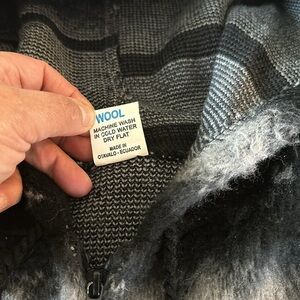 WOOL
MACHINE WASH
IN COLD WATER
DRY FLAT
MADE IN
OTAVALO - ECUADOR